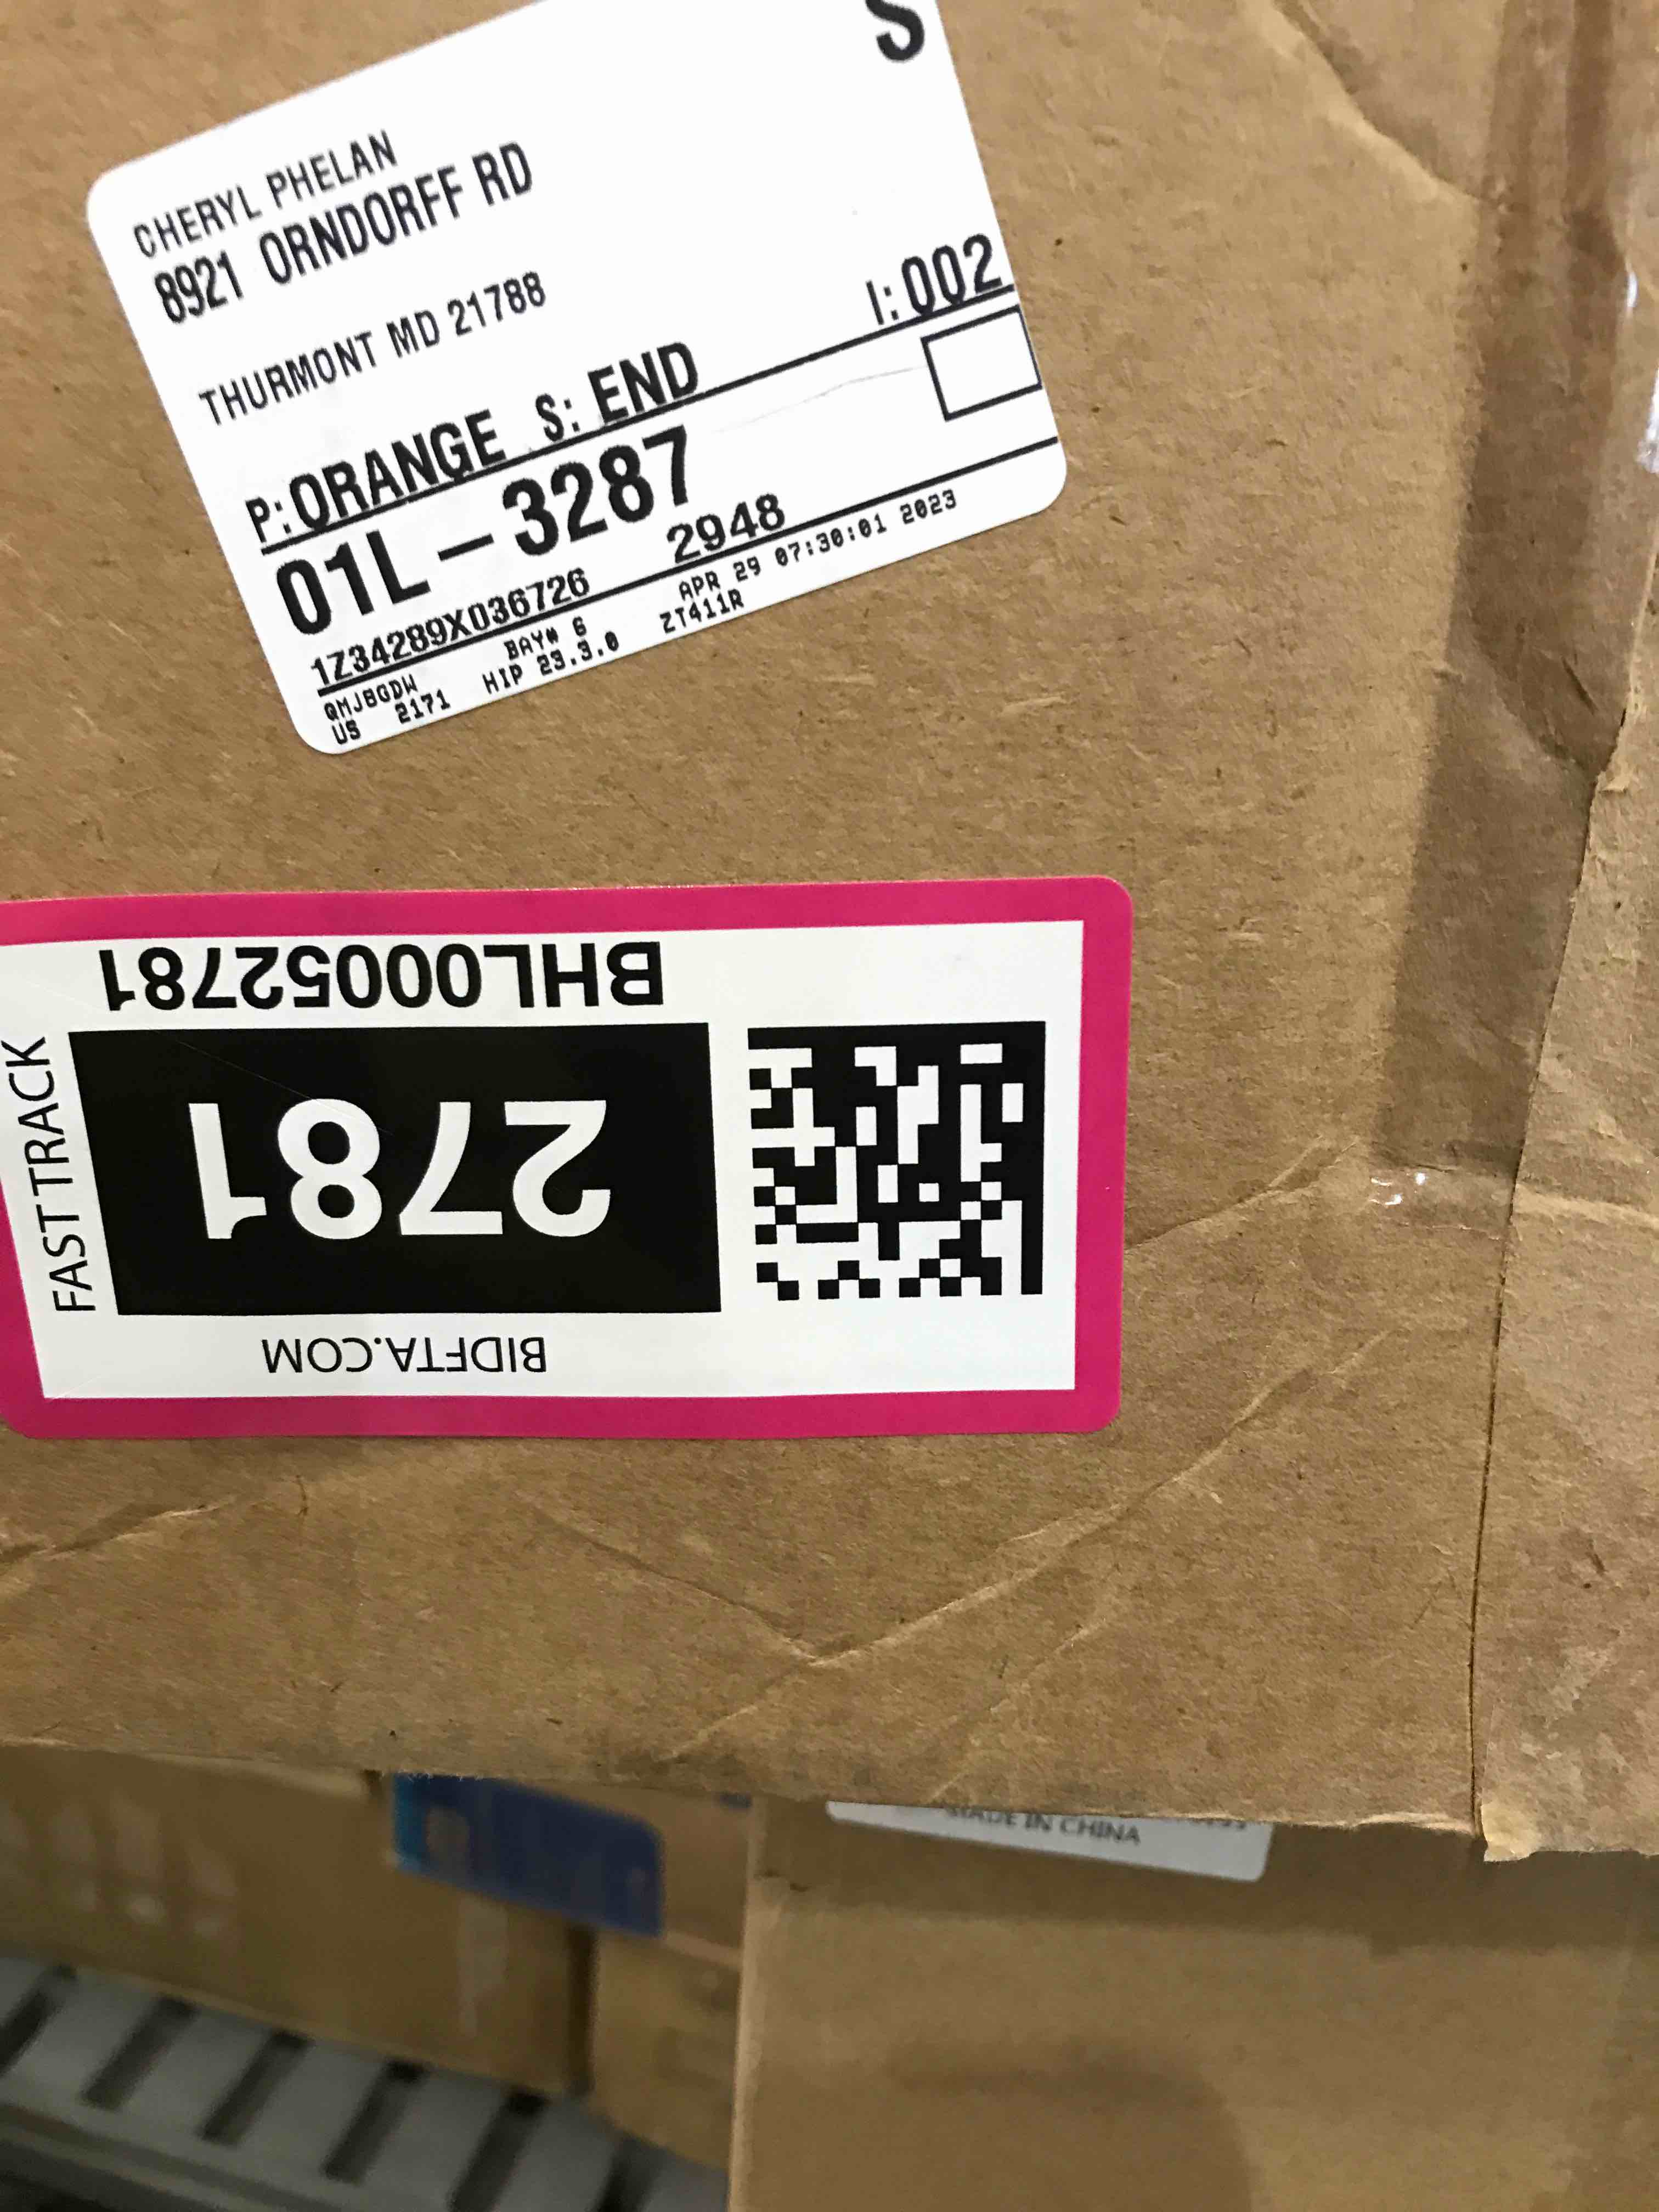 S
CHERYL PHELAN
8921 ORNDORFF RD
THURMONT MD 21788
I:002
P:ORANGE S: END
01L-3287
1Z34289X036726 2948
BAY# 6 APR 29 07:30:01 2023
US 2171 HIP 23.3.0 ZT411R
BHL00052781
FAST TRACK
2781
BIDFTA.COM
MADE IN CHINA